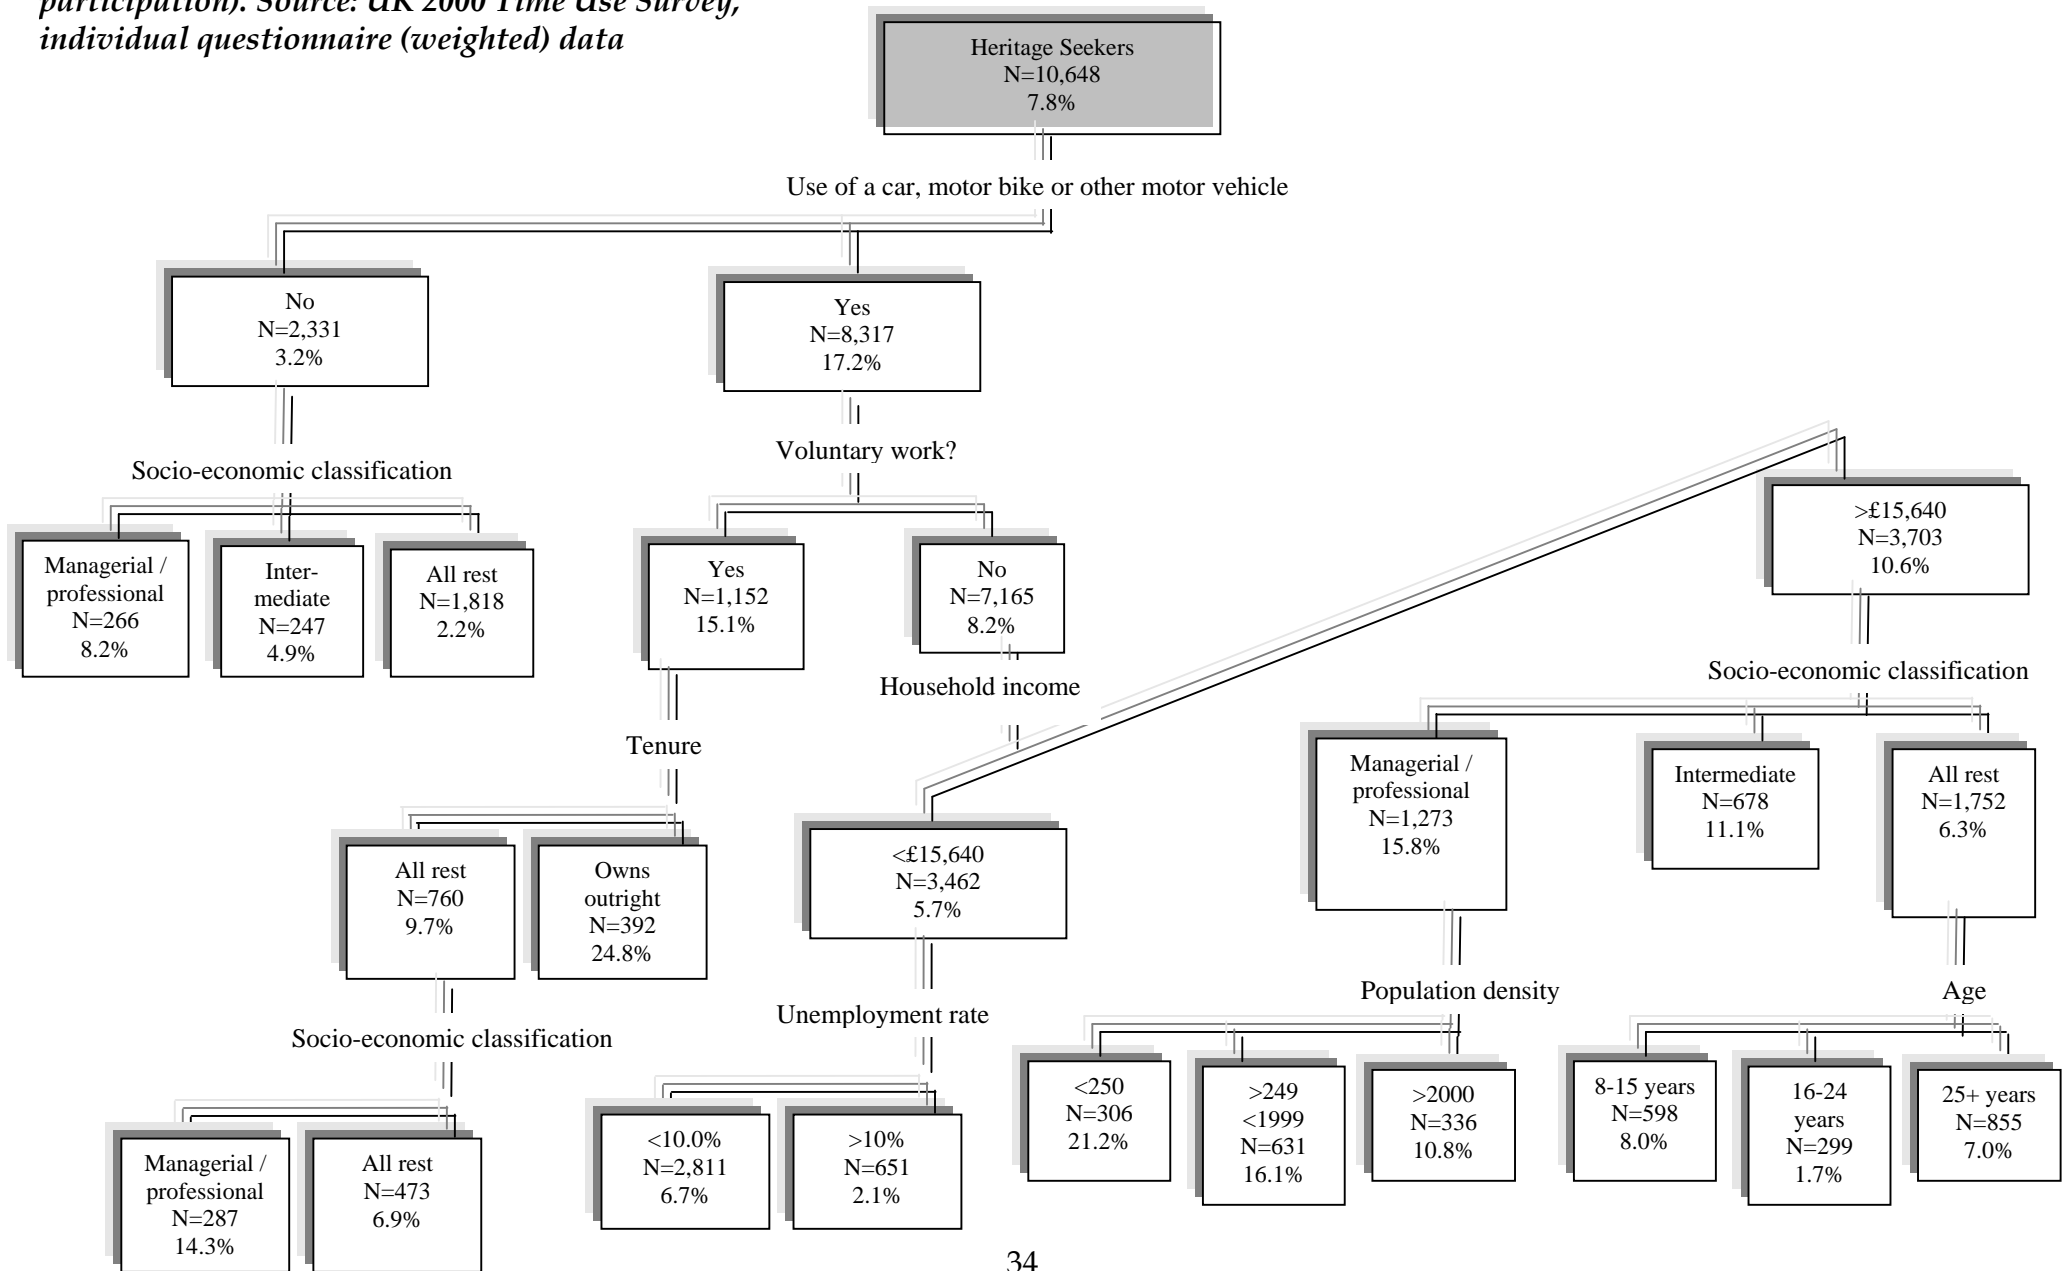 participation). Source: UK 2000 Time Use Survey,
individual questionnaire (weighted) data
Heritage Seekers
N=10,648
7.8%
Use of a car, motor bike or other motor vehicle
No
N=2,331
3.2%
Yes
N=8,317
17.2%
Socio-economic classification
Managerial /
professional
N=266
8.2%
Inter-
mediate
N=247
4.9%
All rest
N=1,818
2.2%
Voluntary work?
Yes
N=1,152
15.1%
No
N=7,165
8.2%
Tenure
All rest
N=760
9.7%
Owns
outright
N=392
24.8%
Socio-economic classification
Managerial /
professional
N=287
14.3%
All rest
N=473
6.9%
Household income
<£15,640
N=3,462
5.7%
Unemployment rate
<10.0%
N=2,811
6.7%
>10%
N=651
2.1%
>£15,640
N=3,703
10.6%
Socio-economic classification
Managerial /
professional
N=1,273
15.8%
Intermediate
N=678
11.1%
All rest
N=1,752
6.3%
Population density
<250
N=306
21.2%
>249
<1999
N=631
16.1%
>2000
N=336
10.8%
Age
8-15 years
N=598
8.0%
16-24
years
N=299
1.7%
25+ years
N=855
7.0%
34